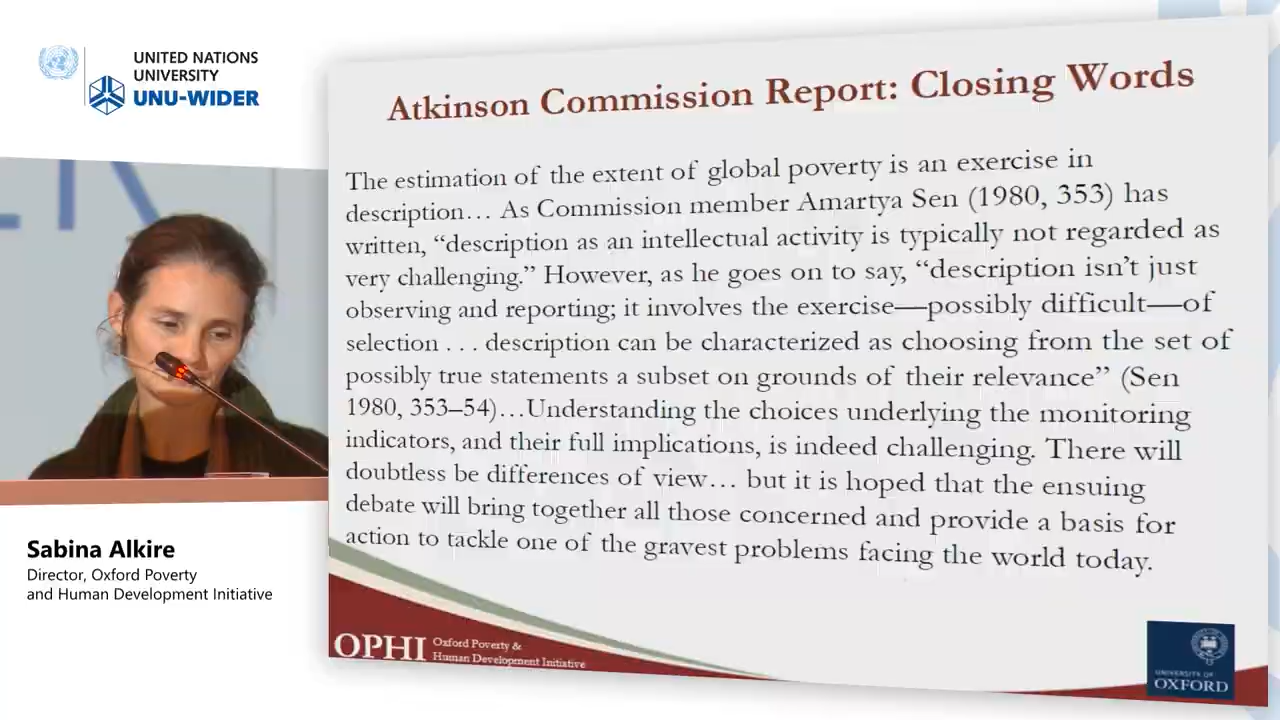 UNITED NATIONS
UNIVERSITY
UNU-WIDER
Sabina Alkire
Director, Oxford Poverty
and Human Development Initiative
Atkinson Commission Report: Closing Words
The estimation of the extent of global poverty is an exercise in
description… As Commission member Amartya Sen (1980, 353) has
written, “description as an intellectual activity is typically not regarded as
very challenging.” However, as he goes on to say, “description isn’t just
observing and reporting; it involves the exercise—possibly difficult—of
selection . . . description can be characterized as choosing from the set of
possibly true statements a subset on grounds of their relevance” (Sen
1980, 353–54)…Understanding the choices underlying the monitoring
indicators, and their full implications, is indeed challenging. There will
doubtless be differences of view… but it is hoped that the ensuing
debate will bring together all those concerned and provide a basis for
action to tackle one of the gravest problems facing the world today.
OPHI
Oxford Poverty &
Human Development Initiative
UNIVERSITY OF
OXFORD